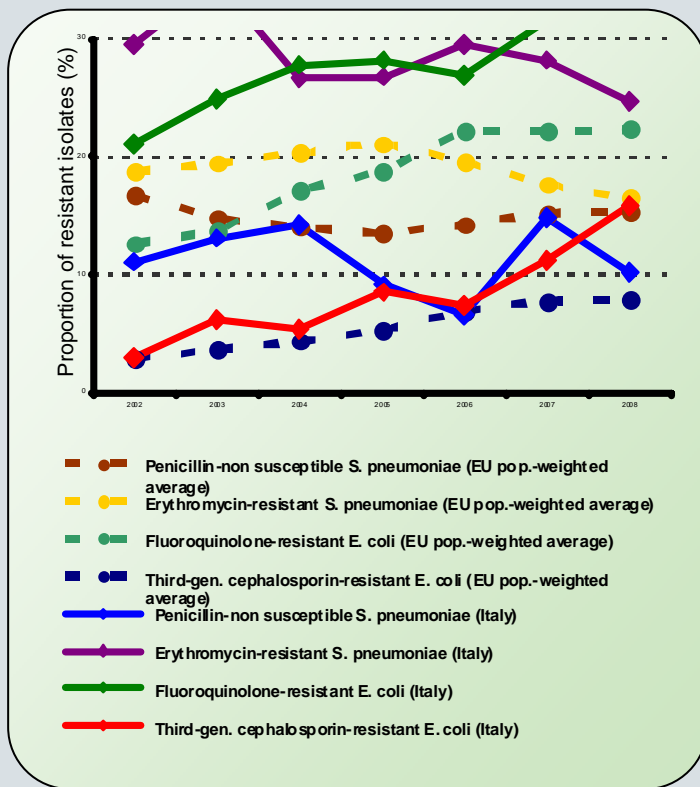 Proportion of resistant isolates (%)
30
20
10
0
2002 2003 2004 2005 2006 2007 2008
Penicillin-non susceptible S. pneumoniae (EU pop.-weighted
average)
Erythromycin-resistant S. pneumoniae (EU pop.-weighted average)
Fluoroquinolone-resistant E. coli (EU pop.-weighted average)
Third-gen. cephalosporin-resistant E. coli (EU pop.-weighted
average)
Penicillin-non susceptible S. pneumoniae (Italy)
Erythromycin-resistant S. pneumoniae (Italy)
Fluoroquinolone-resistant E. coli (Italy)
Third-gen. cephalosporin-resistant E. coli (Italy)